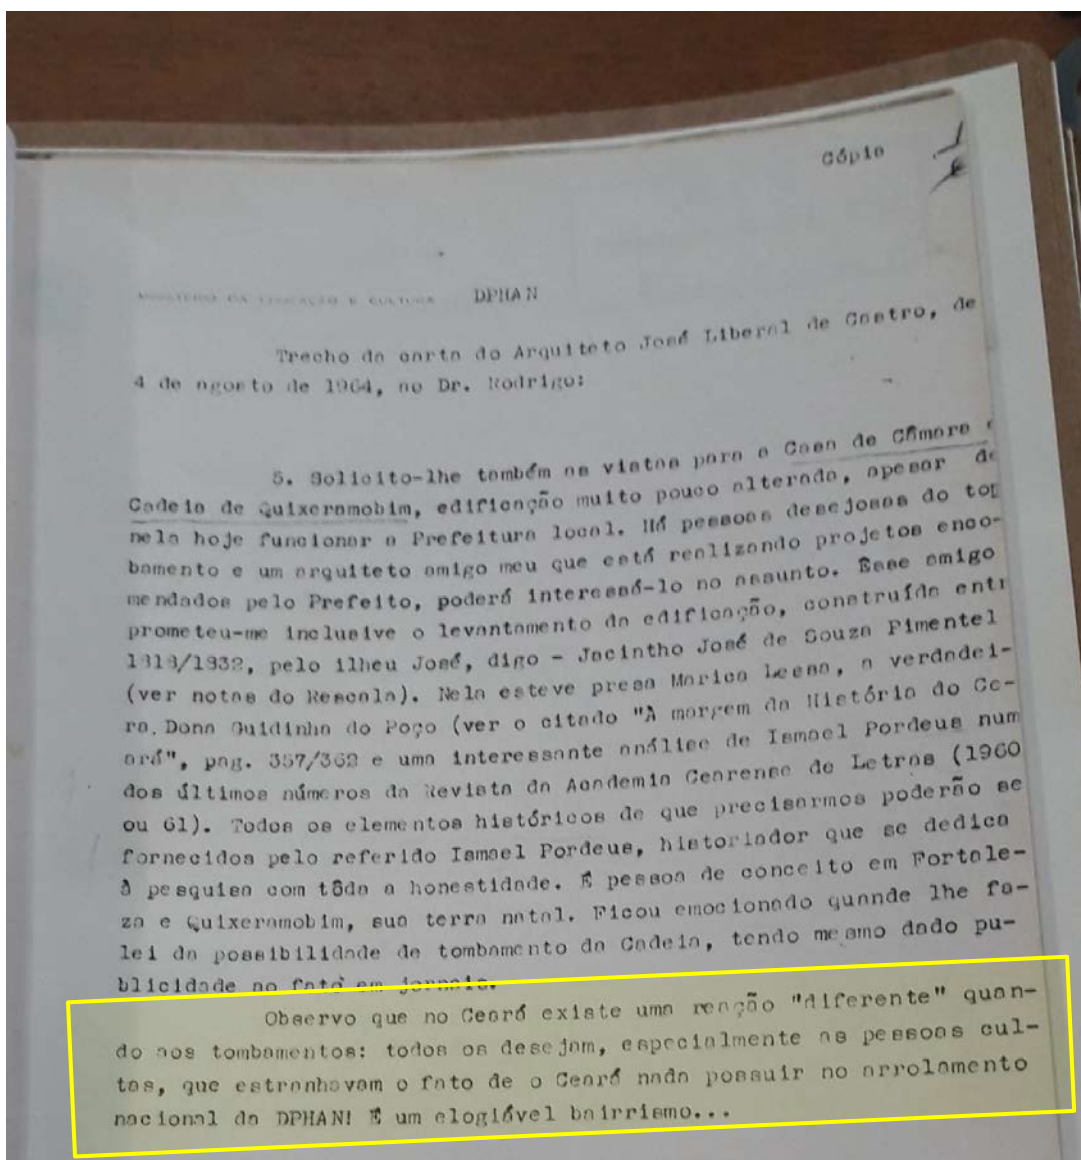 Cópia
MINISTÉRIO DA EDUCAÇÃO E CULTURA DPHAN
Trecho da carta do Arquiteto José Liberal de Castro, de
4 de agosto de 1964, ao Dr. Rodrigo:
5. Solicito-lhe também as vistas para a Casa de Câmara
Cadeia de Quixeramobim, edificação muito pouco alterada, apesar de
nela hoje funcionar a Prefeitura local. Há pessoas desejosas do tom
bamento e um arquiteto amigo meu que está realizando projetos enco-
mendados pelo Prefeito, poderá interessá-lo no assunto. Êsse amigo
prometeu-me inclusive o levantamento da edificação, construída entr
1818/1832, pelo ilheu José, digo - Jacintho José de Souza Pimentel
(ver notas do Rescala). Nela esteve presa Marica Lessa, a verdadei-
ra Dona Guidinha do Poço (ver o citado "À margem da História do Ce-
ará", pag. 357/362 e uma interessante análise de Ismael Pordeus num
dos últimos números da Revista da Academia Cearense de Letras (1960
ou 61). Todos os elementos históricos de que precisarmos poderão se
fornecidos pelo referido Ismael Pordeus, historiador que se dedica
à pesquisa com tôda a honestidade. É pessoa de conceito em Fortale-
za e Quixeramobim, sua terra natal. Ficou emocionado quande lhe fa-
lei da possibilidade de tombamento da Cadeia, tendo mesmo dado pu-
blicidade ao fato em jornais.
Observo que no Ceará existe uma reação "diferente" quan-
do aos tombamentos: todos os desejam, especialmente as pessoas cul-
tas, que estranhavam o fato de o Ceará nada possuir no arrolamento
nacional da DPHAN! É um elogiável bairrismo...